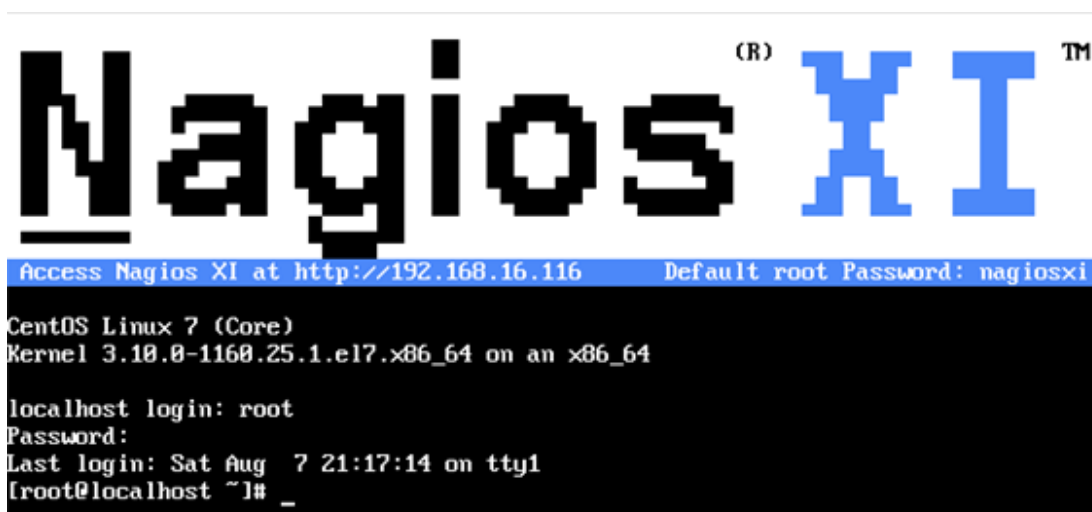 Nagios (R) XI TM
Access Nagios XI at http://192.168.16.116 Default root Password: nagiosxi
CentOS Linux 7 (Core)
Kernel 3.10.0-1160.25.1.el7.x86_64 on an x86_64
localhost login: root
Password:
Last login: Sat Aug  7 21:17:14 on tty1
[root@localhost ~]# _